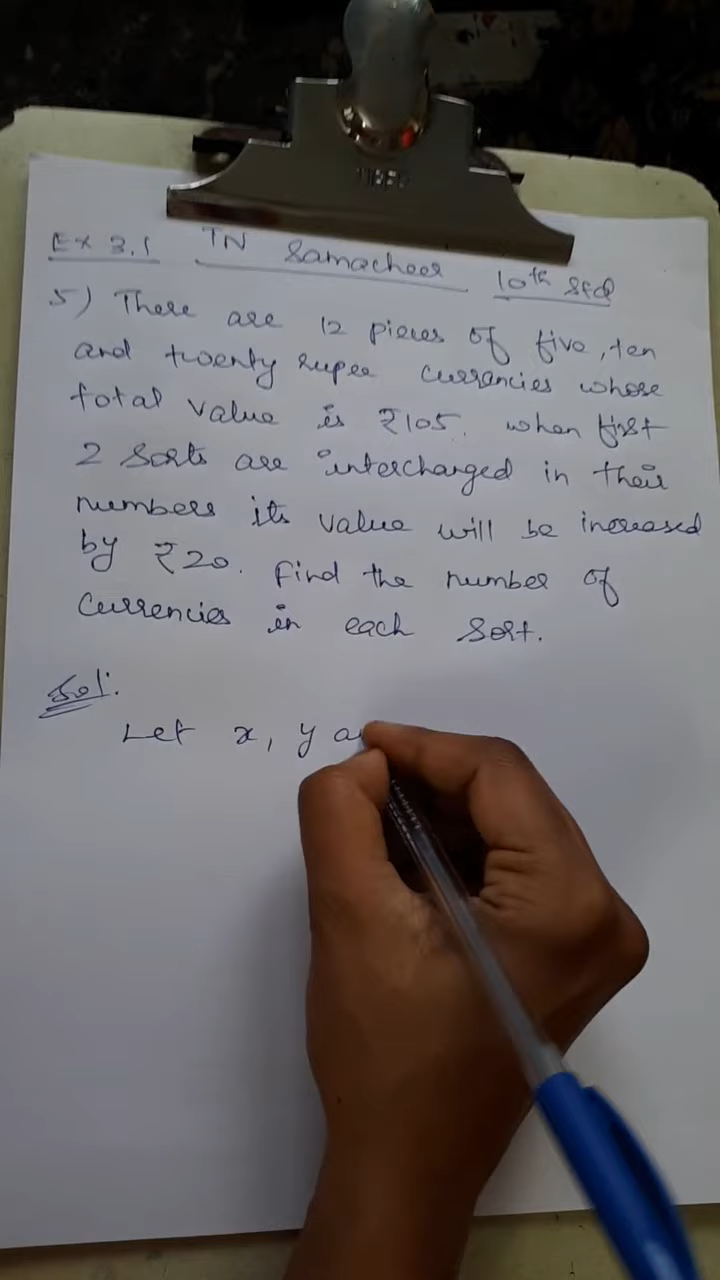 Ex 3.1 TN Samacheer 10th Std
5) There are 12 pieces of five, ten
and twenty rupee currencies whose
total value is ₹105. when first
2 sorts are interchanged in their
numbers its value will be increased
by ₹20. Find the number of
currencies in each sort.
Sol:
Let x, y a